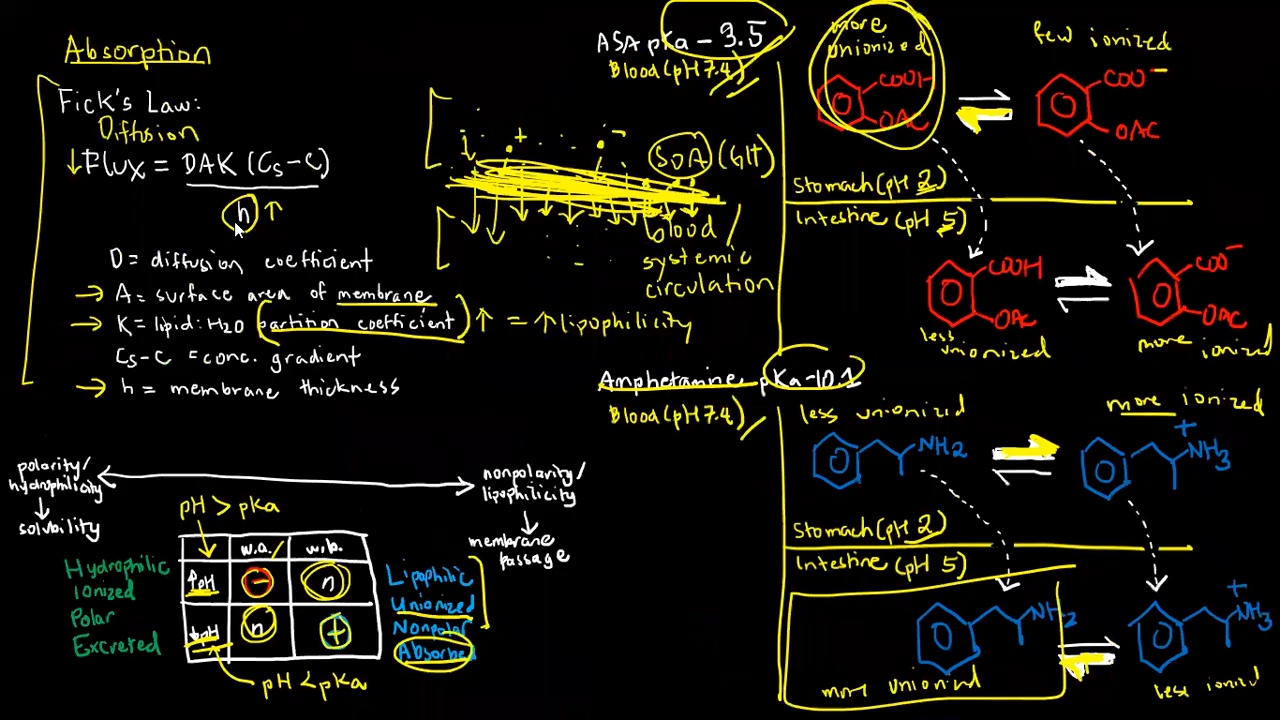 Absorption
Fick's Law:
Diffusion
↓Flux = DAK (Cs-C)
h ↑
D = diffusion coefficient
→ A = surface area of membrane
→ K = lipid:H2O (partition coefficient) ↑ = ↑ lipophilicity
Cs-C = conc. gradient
→ h = membrane thickness
polarity/
hydrophilicity
↓
solubility
nonpolarity/
lipophilicity
↓
membrane
passage
pH > pKa
w.a. w.b.
↑pH - n
↓pH n +
pH < pKa
Hydrophilic
Ionized
Polar
Excreted
Lipophilic
Unionized
Nonpolar
Absorbed
SOA (GIT)
blood
systemic
circulation
ASA pKa - 3.5
Blood (pH 7.4)
more
unionized
few ionized
COOH
OAC
COO-
OAC
Stomach (pH 2)
Intestine (pH 5)
COOH
OAC
COO-
OAC
less
unionized
more ionized
Amphetamine pKa - 10.1
Blood (pH 7.4)
less unionized
more ionized
NH2
+
NH3
Stomach (pH 2)
Intestine (pH 5)
NH2
+
NH3
more unionized
less ionized